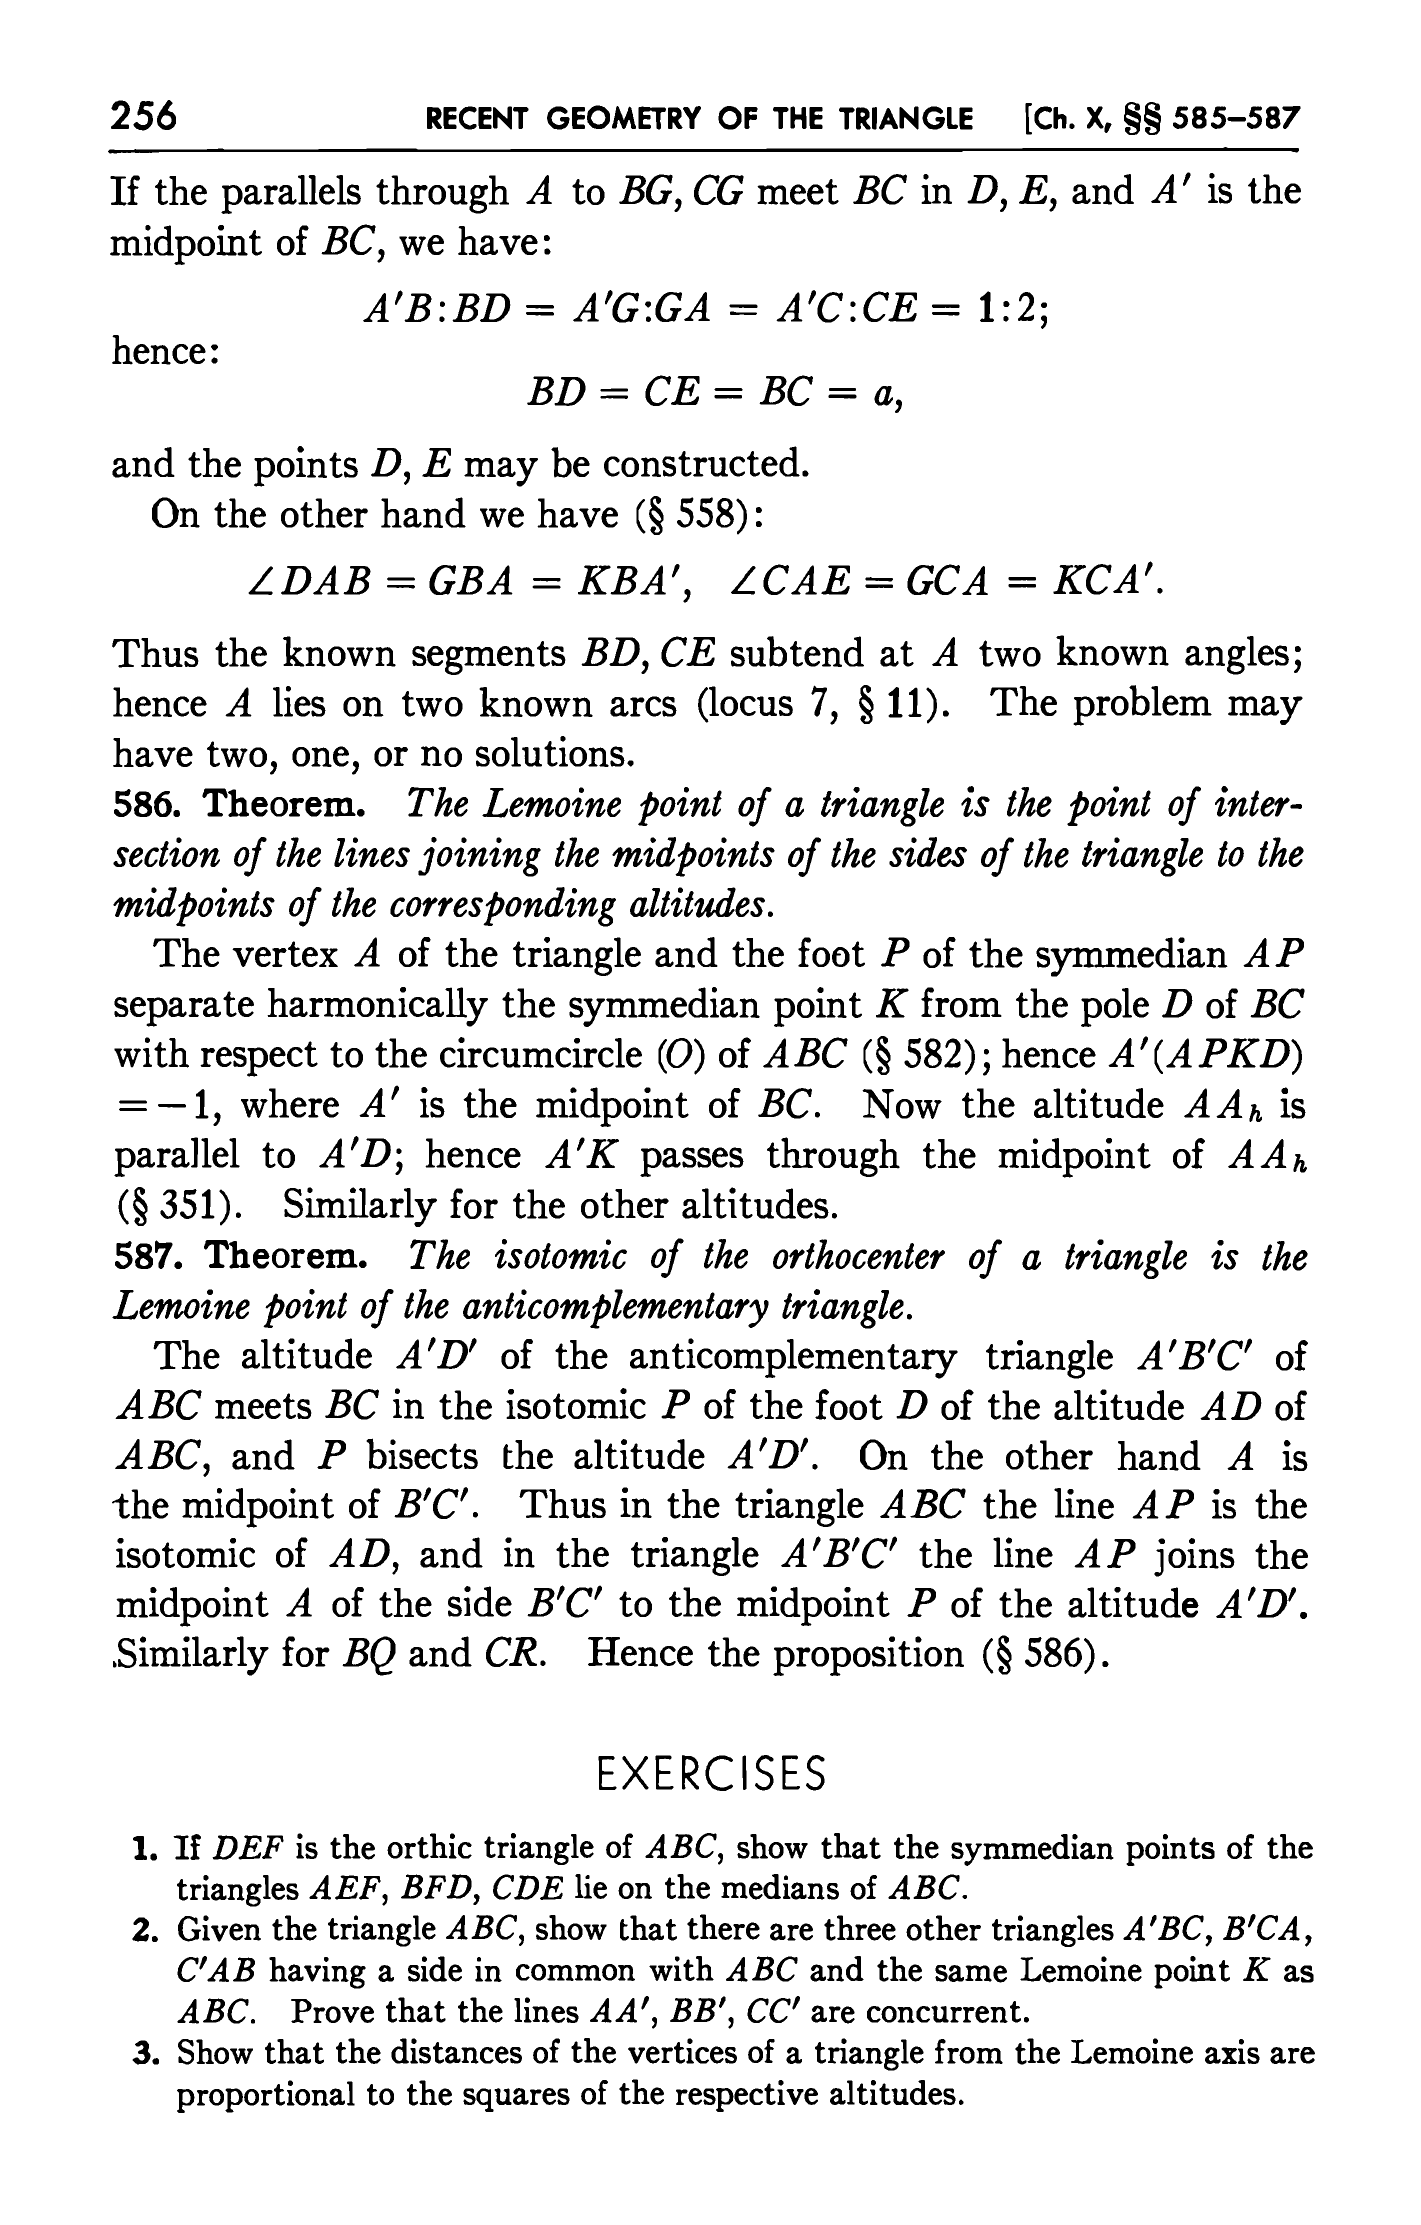 256 RECENT GEOMETRY OF THE TRIANGLE [Ch. X, §§ 585–587
If the parallels through A to BG, CG meet BC in D, E, and A′ is the
midpoint of BC, we have:
A′B:BD = A′G:GA = A′C:CE = 1:2;
hence:
BD = CE = BC = a,
and the points D, E may be constructed.
On the other hand we have (§ 558):
∠DAB = GBA = KBA′, ∠CAE = GCA = KCA′.
Thus the known segments BD, CE subtend at A two known angles;
hence A lies on two known arcs (locus 7, § 11). The problem may
have two, one, or no solutions.
586. Theorem. The Lemoine point of a triangle is the point of inter-
section of the lines joining the midpoints of the sides of the triangle to the
midpoints of the corresponding altitudes.
The vertex A of the triangle and the foot P of the symmedian AP
separate harmonically the symmedian point K from the pole D of BC
with respect to the circumcircle (O) of ABC (§ 582); hence A′(APKD)
= −1, where A′ is the midpoint of BC. Now the altitude AAₕ is
parallel to A′D; hence A′K passes through the midpoint of AAₕ
(§ 351). Similarly for the other altitudes.
587. Theorem. The isotomic of the orthocenter of a triangle is the
Lemoine point of the anticomplementary triangle.
The altitude A′D′ of the anticomplementary triangle A′B′C′ of
ABC meets BC in the isotomic P of the foot D of the altitude AD of
ABC, and P bisects the altitude A′D′. On the other hand A is
the midpoint of B′C′. Thus in the triangle ABC the line AP is the
isotomic of AD, and in the triangle A′B′C′ the line AP joins the
midpoint A of the side B′C′ to the midpoint P of the altitude A′D′.
Similarly for BQ and CR. Hence the proposition (§ 586).
EXERCISES
1. If DEF is the orthic triangle of ABC, show that the symmedian points of the
triangles AEF, BFD, CDE lie on the medians of ABC.
2. Given the triangle ABC, show that there are three other triangles A′BC, B′CA,
C′AB having a side in common with ABC and the same Lemoine point K as
ABC. Prove that the lines AA′, BB′, CC′ are concurrent.
3. Show that the distances of the vertices of a triangle from the Lemoine axis are
proportional to the squares of the respective altitudes.